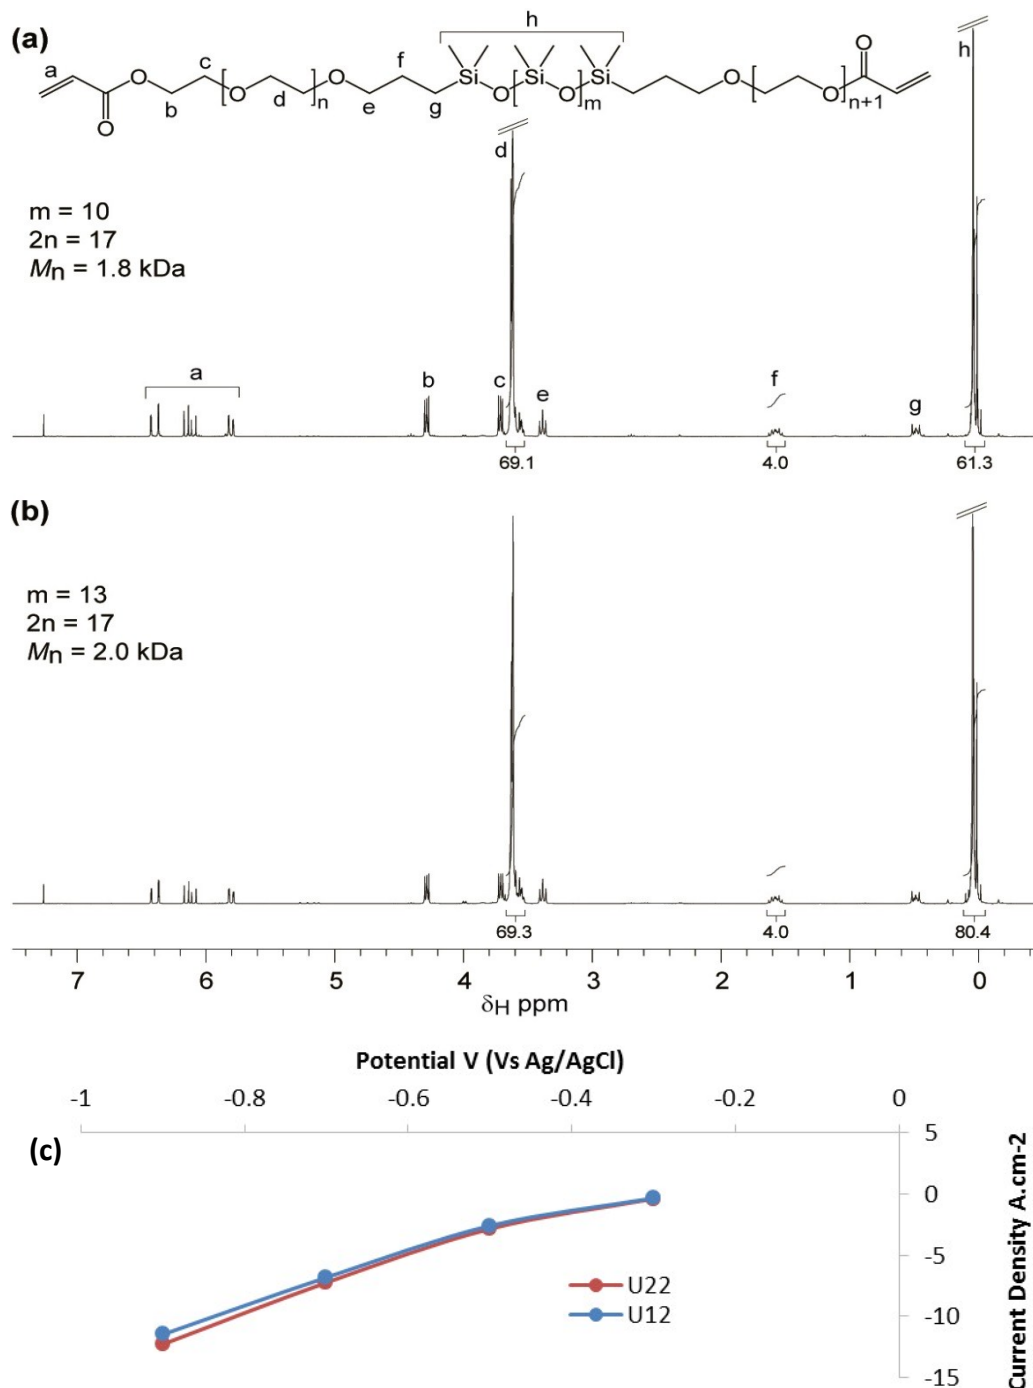 (a)
h
a
O
c
O
d
n
O
f
Si
Si
Si
h
O
b
O
e
g
O
O
m
O
O
n+1
O
d
m = 10
2n = 17
Mn = 1.8 kDa
a
b
c
e
f
g
69.1
4.0
61.3
(b)
m = 13
2n = 17
Mn = 2.0 kDa
69.3
4.0
80.4
7 6 5 4 3 2 1 0
δH ppm
Potential V (Vs Ag/AgCl)
-1 -0.8 -0.6 -0.4 -0.2 0
(c)
5
0
-5
-10
-15
Current Density A.cm-2
U22
U12